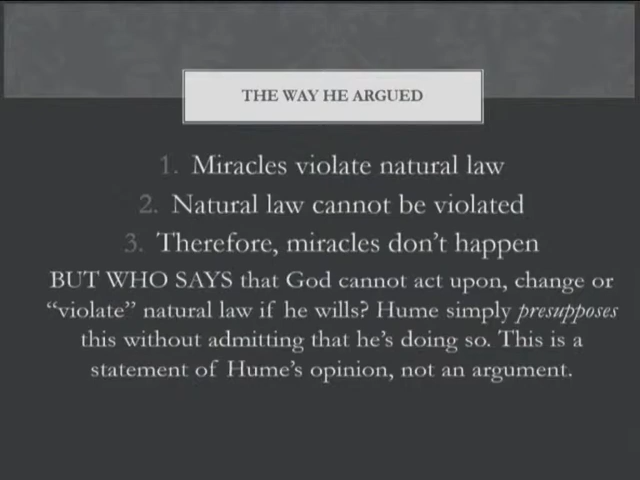 THE WAY HE ARGUED
1. Miracles violate natural law
2. Natural law cannot be violated
3. Therefore, miracles don’t happen
BUT WHO SAYS that God cannot act upon, change or
“violate” natural law if he wills? Hume simply presupposes
this without admitting that he’s doing so. This is a
statement of Hume’s opinion, not an argument.